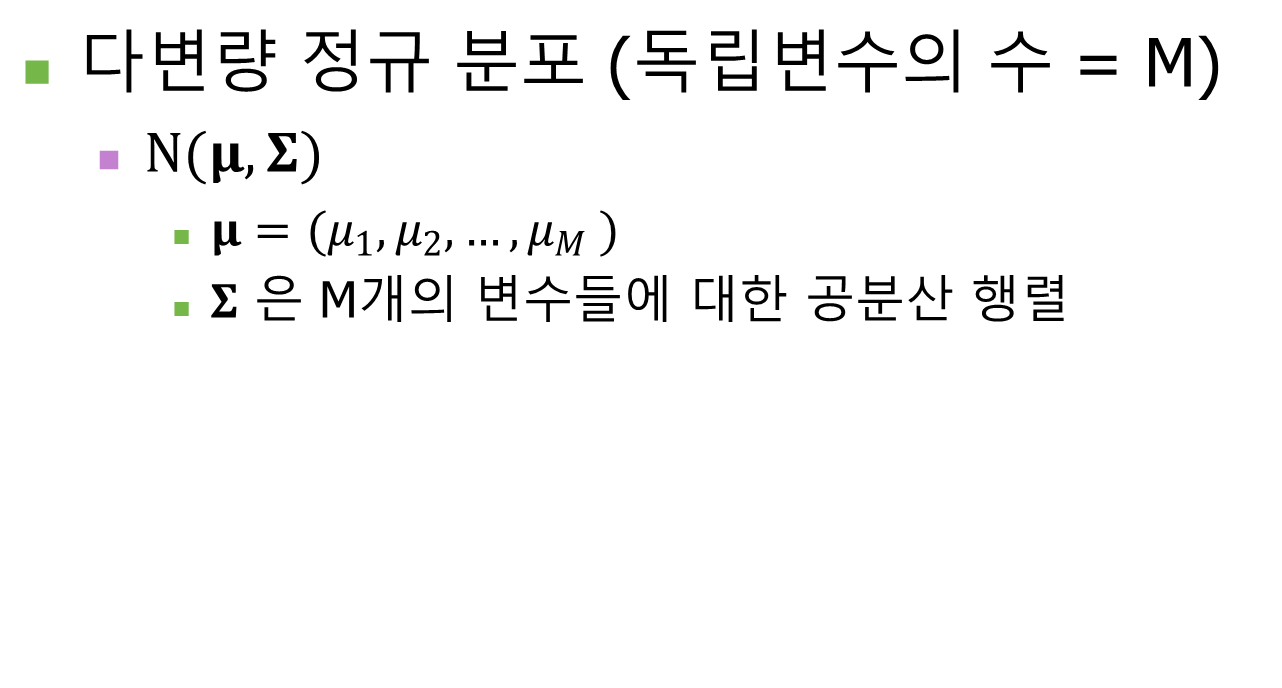 다변량 정규 분포 (독립변수의 수 = M)
N(𝛍, 𝚺)
𝛍 = (𝜇₁, 𝜇₂, … , 𝜇_𝑀 )
𝚺 은 M개의 변수들에 대한 공분산 행렬